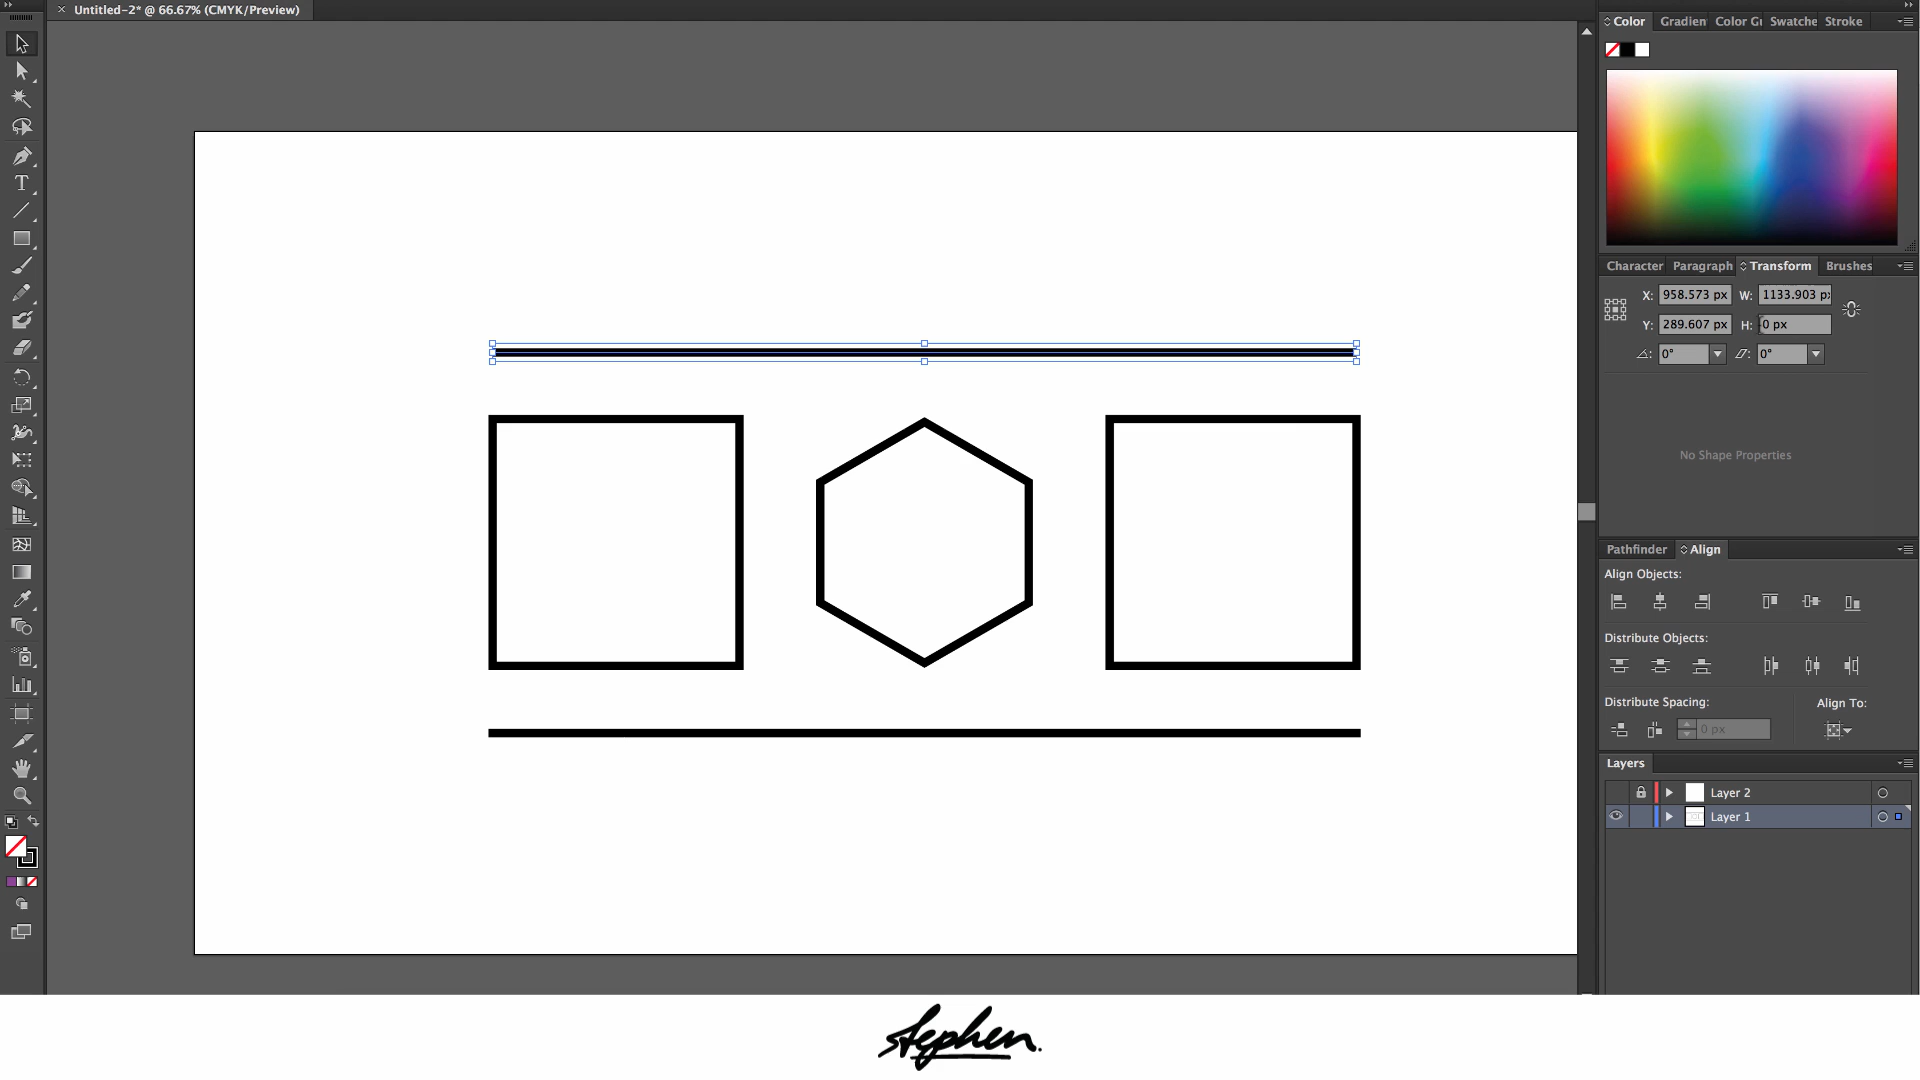 × Untitled-2* @ 66.67% (CMYK/Preview)
Color Gradien Color Gu Swatche Stroke
Character Paragraph Transform Brushes
X: 958.573 px W: 1133.903 p
Y: 289.607 px H: 0 px
0° 0°
No Shape Properties
Pathfinder Align
Align Objects:
Distribute Objects:
Distribute Spacing: Align To:
0 px
Layers
Layer 2
Layer 1
T
Stephen.